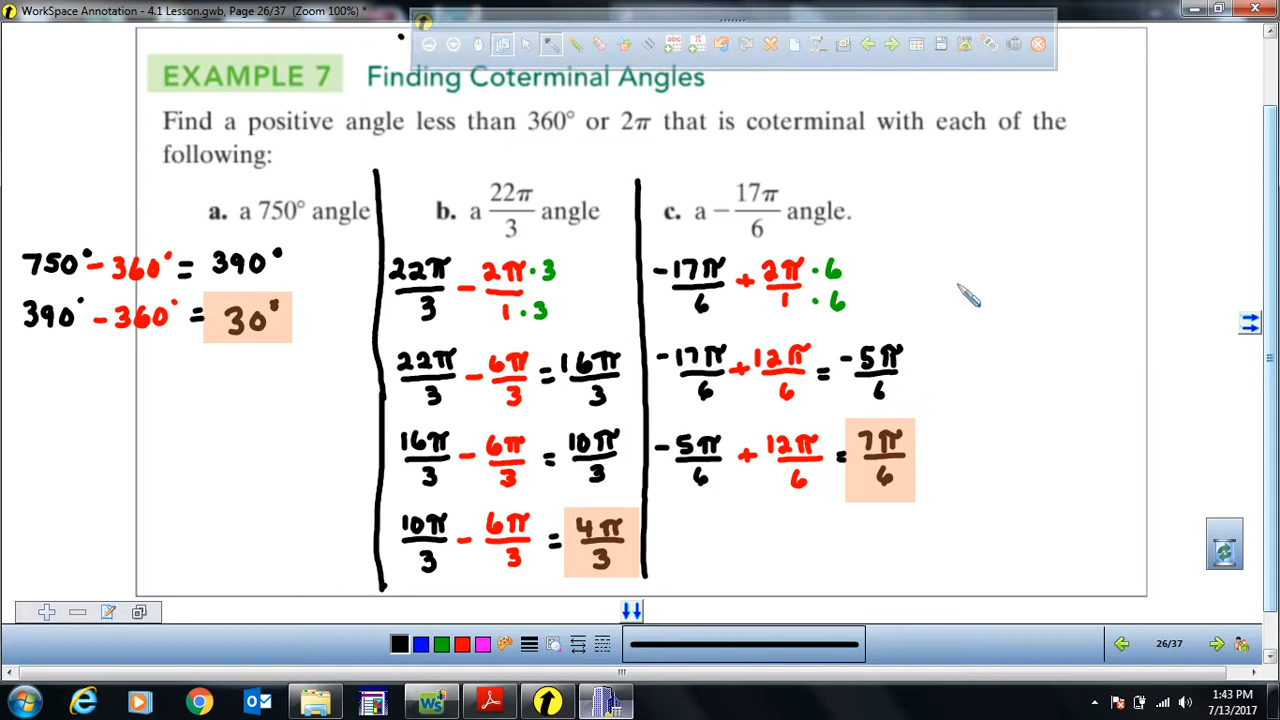 WorkSpace Annotation - 4.1 Lesson.gwb, Page 26/37 (Zoom 100%) *
EXAMPLE 7 Finding Coterminal Angles
Find a positive angle less than 360° or 2π that is coterminal with each of the
following:
a. a 750° angle
750° - 360° = 390°
390° - 360° = 30°
b. a 22π/3 angle
22π/3 - 2π/1 · 3/· 3
22π/3 - 6π/3 = 16π/3
16π/3 - 6π/3 = 10π/3
10π/3 - 6π/3 = 4π/3
c. a -17π/6 angle.
-17π/6 + 2π/1 · 6/· 6
-17π/6 + 12π/6 = -5π/6
-5π/6 + 12π/6 = 7π/6
26/37
1:43 PM
7/13/2017